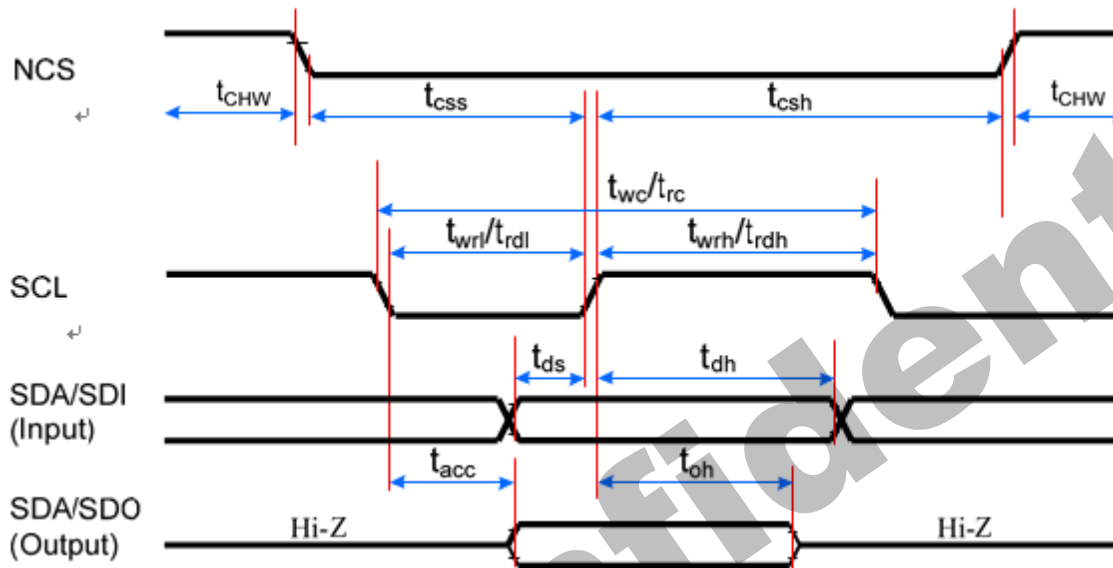 NCS
tCHW
tcss
tcsh
tCHW
twc/trc
twrl/trdl
twrh/trdh
SCL
tds
tdh
SDA/SDI
(Input)
tacc
toh
SDA/SDO
(Output)
Hi-Z
Hi-Z
fident